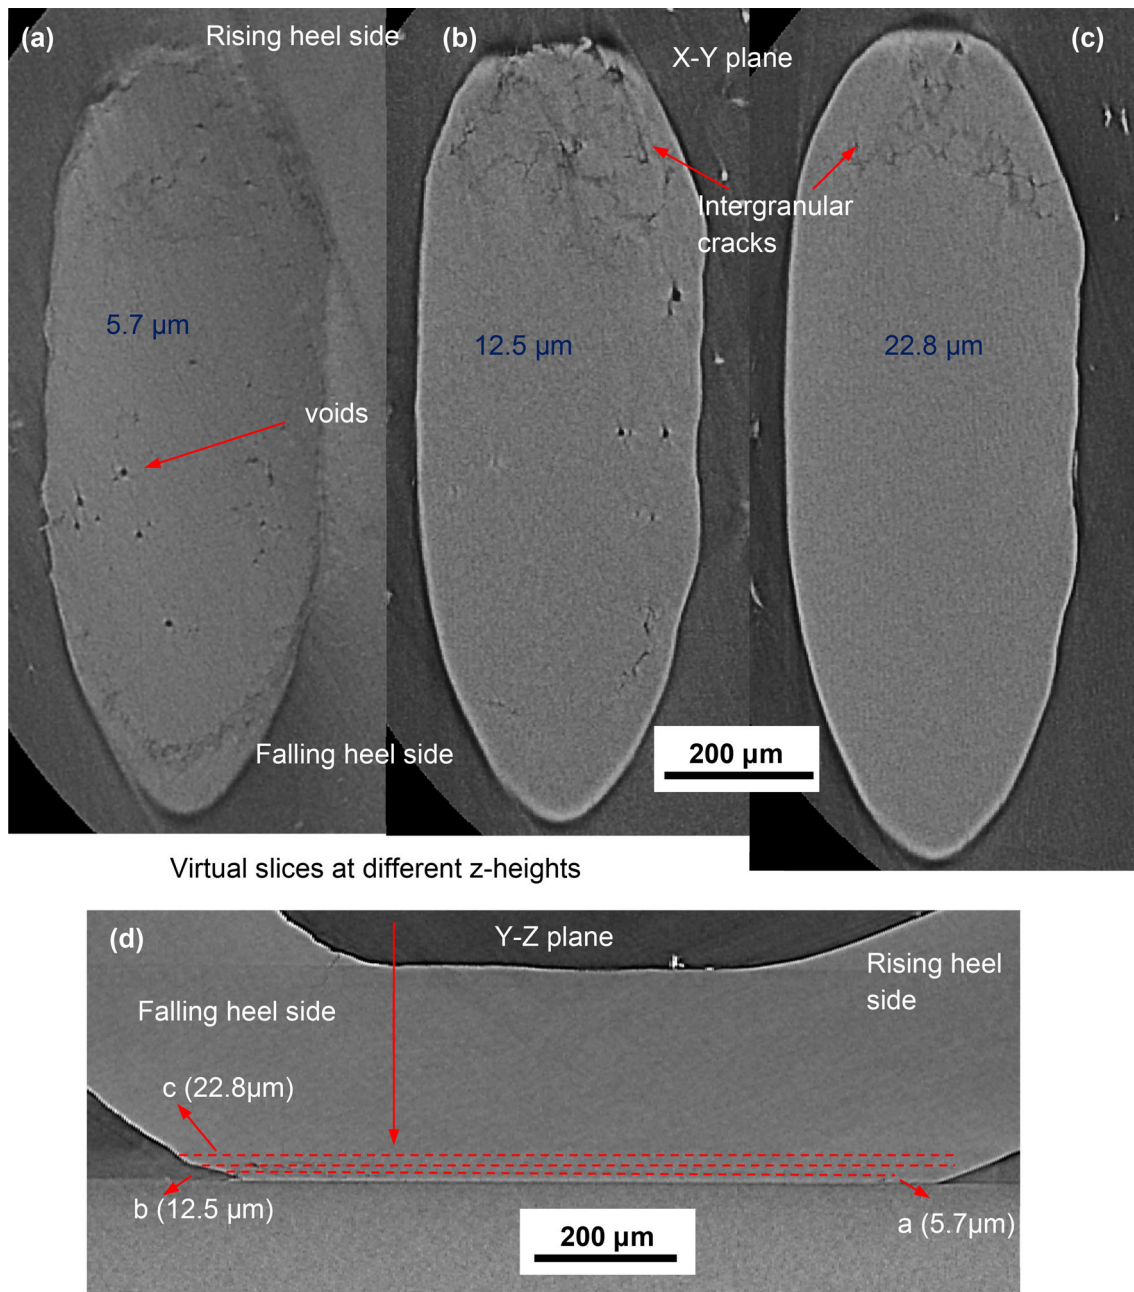 (a)
Rising heel side
(b)
X-Y plane
(c)
Intergranular
cracks
5.7 µm
12.5 µm
22.8 µm
voids
Falling heel side
200 µm
Virtual slices at different z-heights
(d)
Y-Z plane
Rising heel
side
Falling heel side
c (22.8µm)
b (12.5 µm)
a (5.7µm)
200 µm